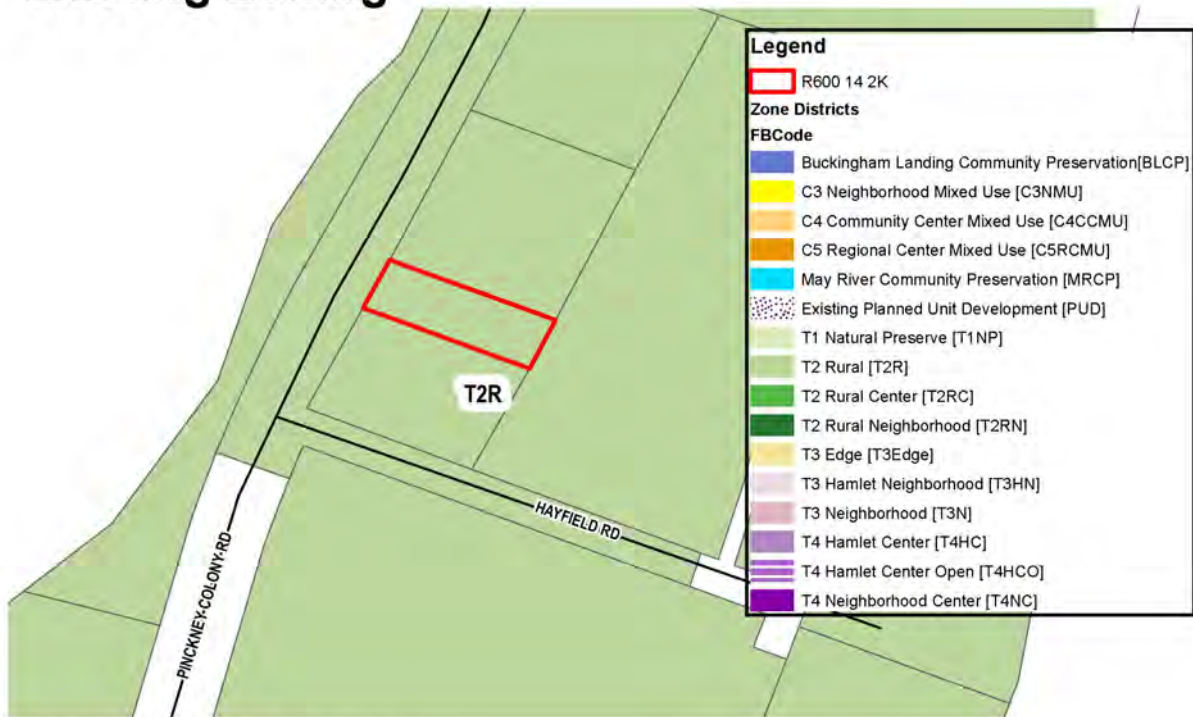 Legend
R600 14 2K
Zone Districts
FBCode
Buckingham Landing Community Preservation[BLCP]
C3 Neighborhood Mixed Use [C3NMU]
C4 Community Center Mixed Use [C4CCMU]
C5 Regional Center Mixed Use [C5RCMU]
May River Community Preservation [MRCP]
Existing Planned Unit Development [PUD]
T1 Natural Preserve [T1NP]
T2 Rural [T2R]
T2 Rural Center [T2RC]
T2 Rural Neighborhood [T2RN]
T3 Edge [T3Edge]
T3 Hamlet Neighborhood [T3HN]
T3 Neighborhood [T3N]
T4 Hamlet Center [T4HC]
T4 Hamlet Center Open [T4HCO]
T4 Neighborhood Center [T4NC]
T2R
HAYFIELD RD
PINCKNEY COLONY RD